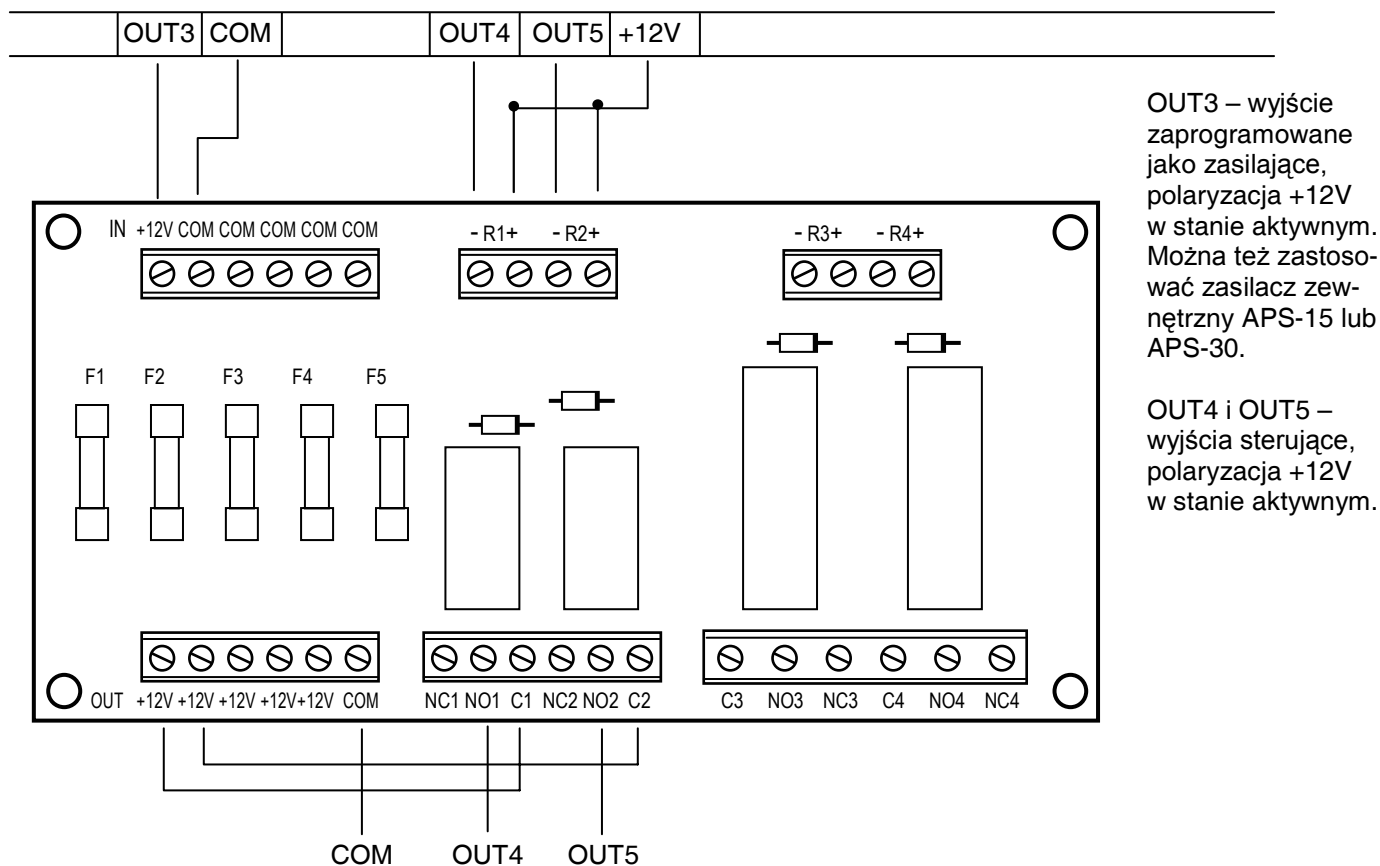 OUT3 COM OUT4 OUT5 +12V
OUT3 – wyjście
zaprogramowane
jako zasilające,
polaryzacja +12V
w stanie aktywnym.
Można też zastoso-
wać zasilacz zew-
nętrzny APS-15 lub
APS-30.
OUT4 i OUT5 –
wyjścia sterujące,
polaryzacja +12V
w stanie aktywnym.
IN +12V COM COM COM COM COM - R1+ - R2+ - R3+ - R4+
F1 F2 F3 F4 F5
OUT +12V +12V +12V +12V+12V COM NC1 NO1 C1 NC2 NO2 C2 C3 NO3 NC3 C4 NO4 NC4
COM OUT4 OUT5